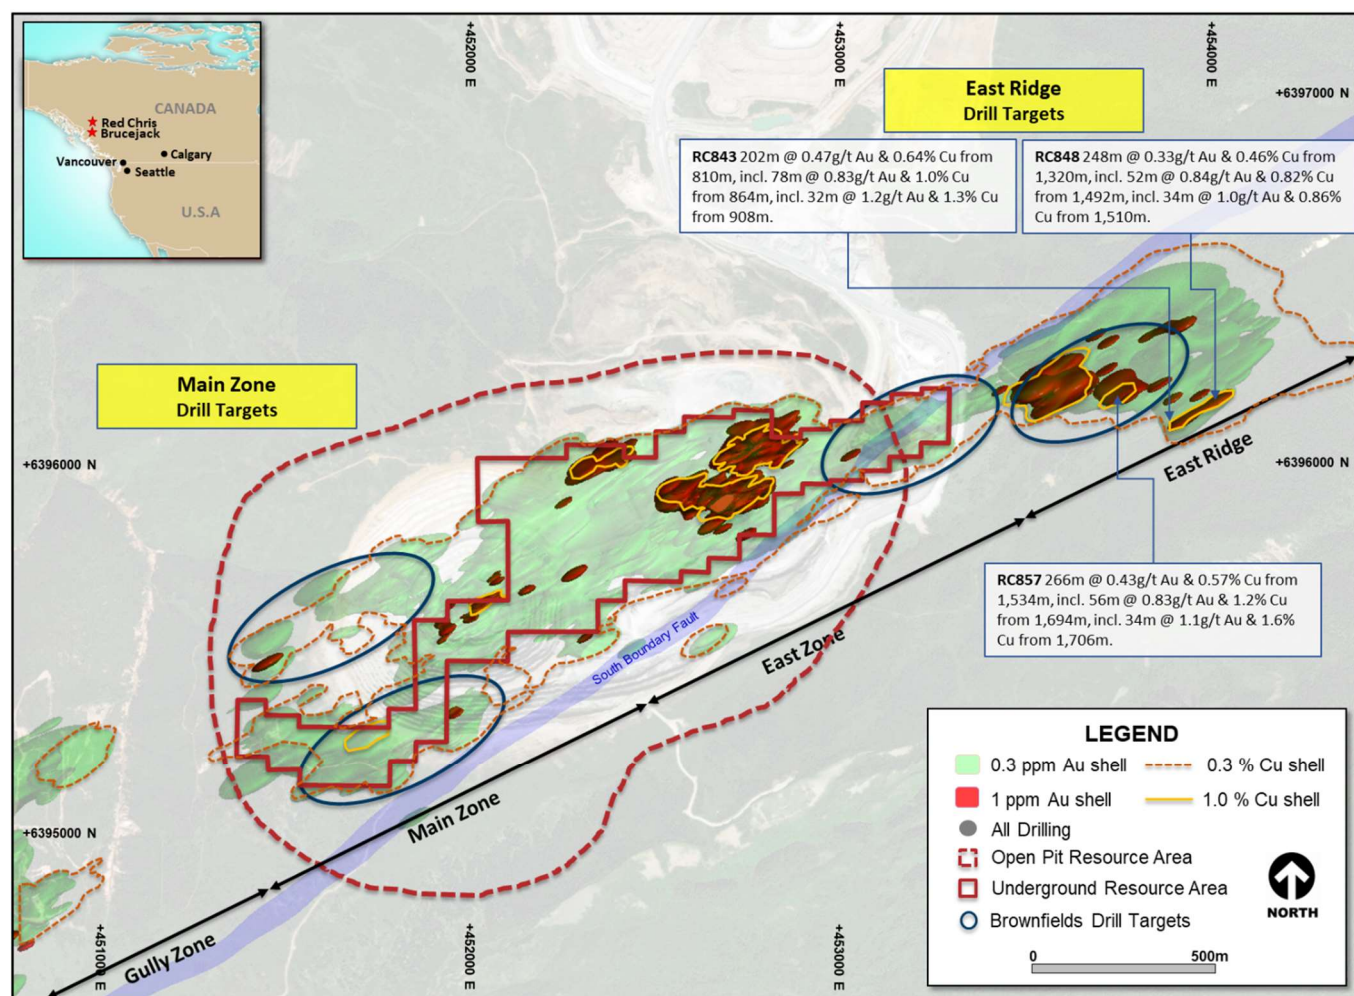 CANADA
Red Chris
Brucejack
Vancouver
Calgary
Seattle
U.S.A
+452000 E
+453000 E
+454000 E
+6397000 N
East Ridge
Drill Targets
RC843 202m @ 0.47g/t Au & 0.64% Cu from
810m, incl. 78m @ 0.83g/t Au & 1.0% Cu
from 864m, incl. 32m @ 1.2g/t Au & 1.3% Cu
from 908m.
RC848 248m @ 0.33g/t Au & 0.46% Cu from
1,320m, incl. 52m @ 0.84g/t Au & 0.82% Cu
from 1,492m, incl. 34m @ 1.0g/t Au & 0.86%
Cu from 1,510m.
Main Zone
Drill Targets
+6396000 N
+6396000 N
East Ridge
RC857 266m @ 0.43g/t Au & 0.57% Cu from
1,534m, incl. 56m @ 0.83g/t Au & 1.2% Cu
from 1,694m, incl. 34m @ 1.1g/t Au & 1.6%
Cu from 1,706m.
South Boundary Fault
East Zone
Main Zone
Gully Zone
+6395000 N
+451000 E
+452000 E
+453000 E
LEGEND
0.3 ppm Au shell
0.3 % Cu shell
1 ppm Au shell
1.0 % Cu shell
All Drilling
Open Pit Resource Area
Underground Resource Area
Brownfields Drill Targets
NORTH
0
500m